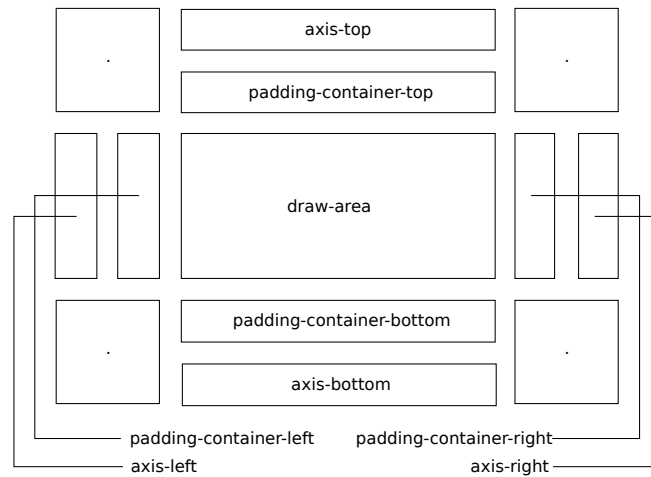 axis-top
. .
padding-container-top
draw-area
padding-container-bottom
. .
axis-bottom
padding-container-left padding-container-right
axis-left axis-right